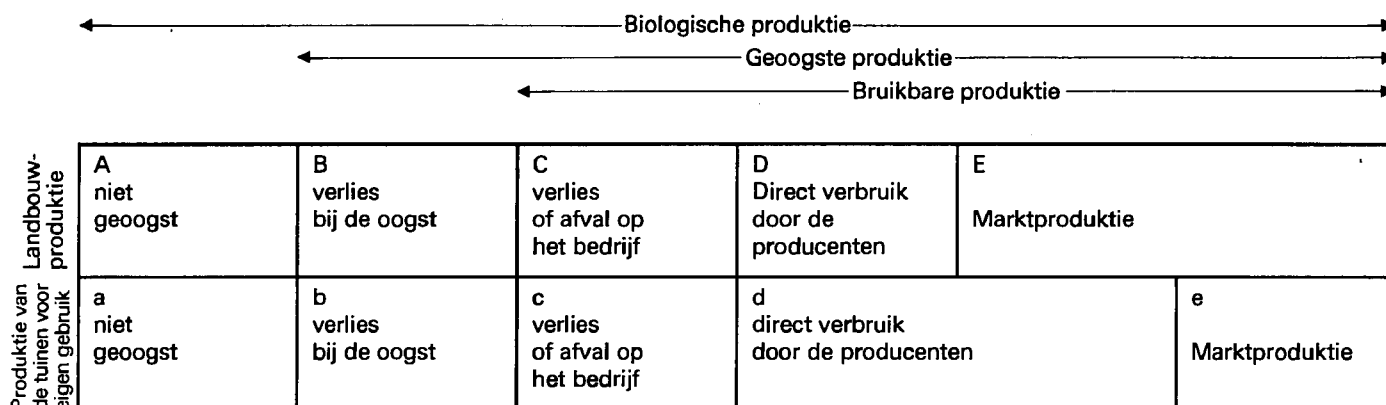 Biologische produktie
Geoogste produktie
Bruikbare produktie
Landbouw-
produktie
A
niet
geoogst
B
verlies
bij de oogst
C
verlies
of afval op
het bedrijf
D
Direct verbruik
door de
producenten
E
Marktproduktie
Produktie van
de tuinen voor
eigen gebruik
a
niet
geoogst
b
verlies
bij de oogst
c
verlies
of afval op
het bedrijf
d
direct verbruik
door de producenten
e
Marktproduktie